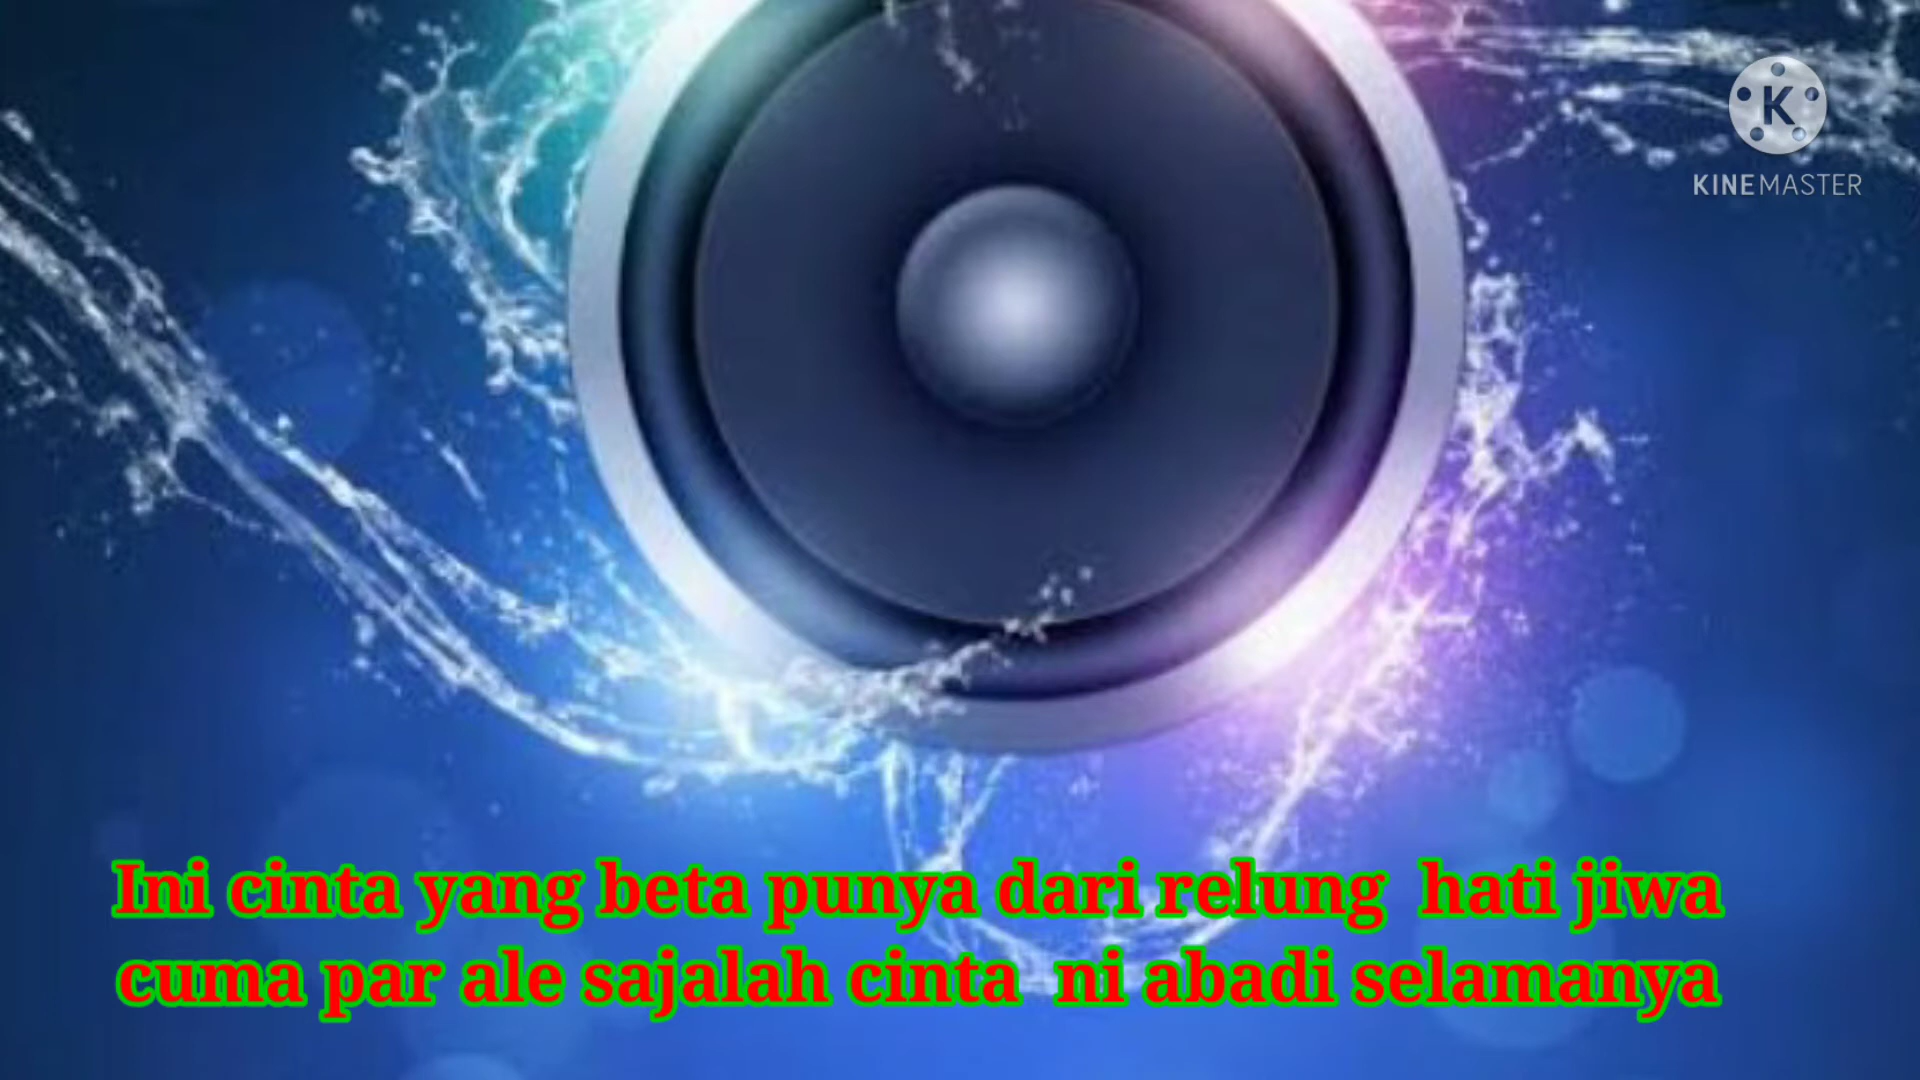 K
KINEMASTER
Ini cinta yang beta punya dari relung hati jiwa
cuma par ale sajalah cinta ni abadi selamanya